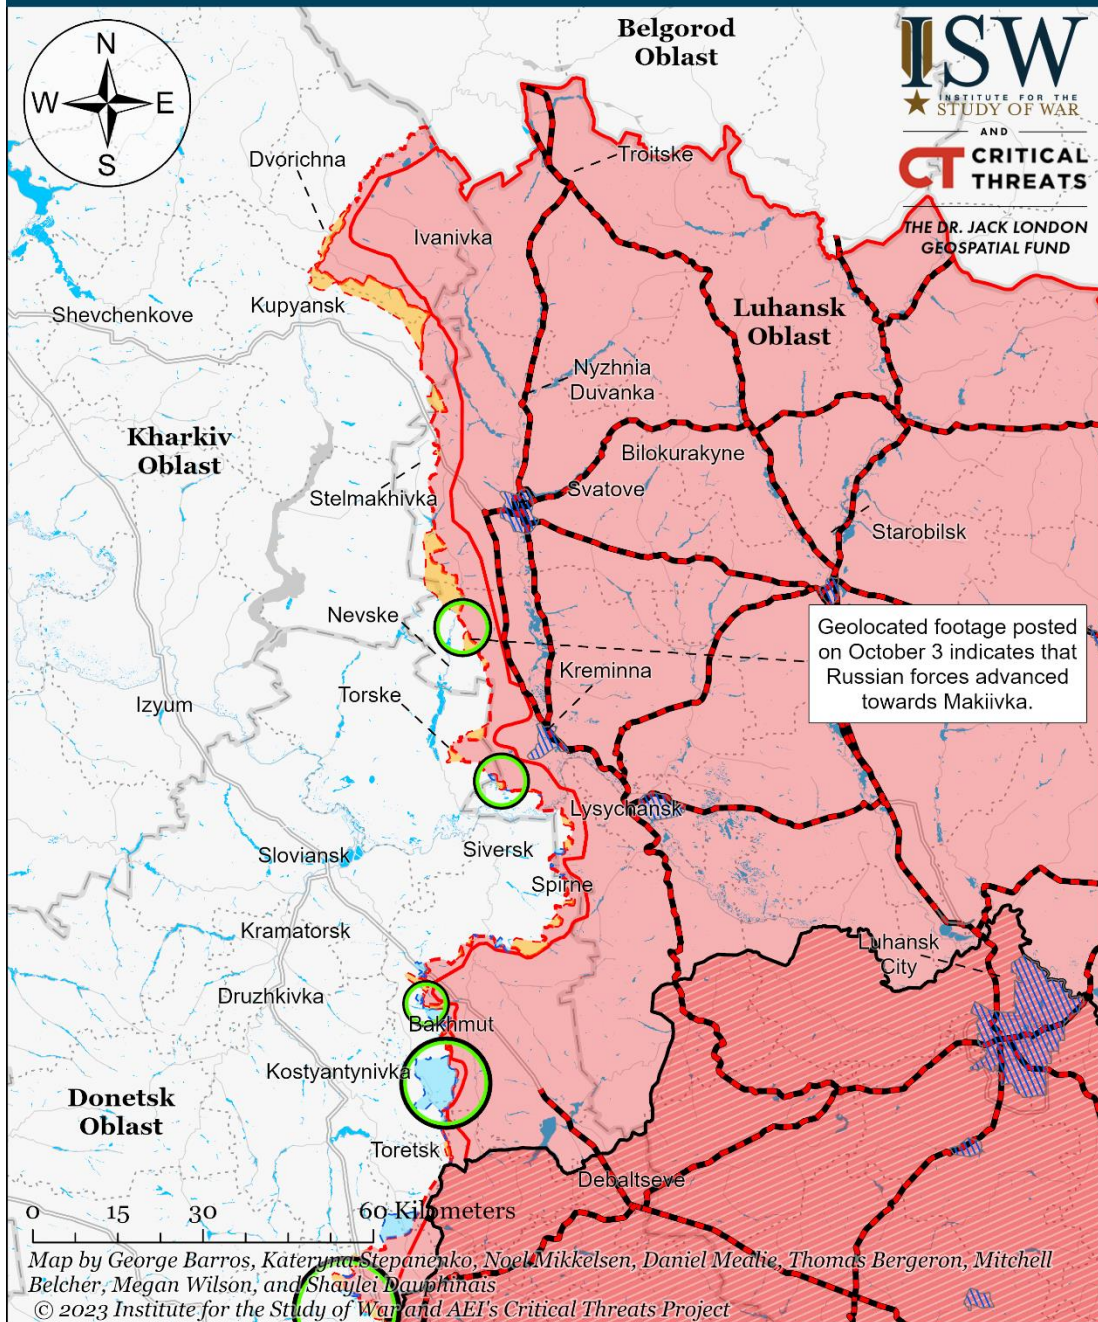 N
W
E
S
Belgorod
Oblast
ISW
INSTITUTE FOR THE
STUDY OF WAR
AND
CT CRITICAL
THREATS
THE DR. JACK LONDON
GEOSPATIAL FUND
Dvorichna
Troitske
Ivanivka
Shevchenkove
Kupyansk
Luhansk
Oblast
Nyzhnia
Duvanka
Kharkiv
Oblast
Bilokurakyne
Stelmakhivka
Svatove
Starobilsk
Nevske
Geolocated footage posted
on October 3 indicates that
Russian forces advanced
towards Makiivka.
Kreminna
Torske
Izyum
Lysychansk
Sloviansk
Siversk
Spirne
Kramatorsk
Luhansk
City
Druzhkivka
Bakhmut
Kostyantynivka
Donetsk
Oblast
Toretsk
Debaltseve
0 15 30 60 Kilometers
Map by George Barros, Kateryna Stepanenko, Noel Mikkelsen, Daniel Mealie, Thomas Bergeron, Mitchell
Belcher, Megan Wilson, and Shaylei Dauphinais
© 2023 Institute for the Study of War and AEI's Critical Threats Project